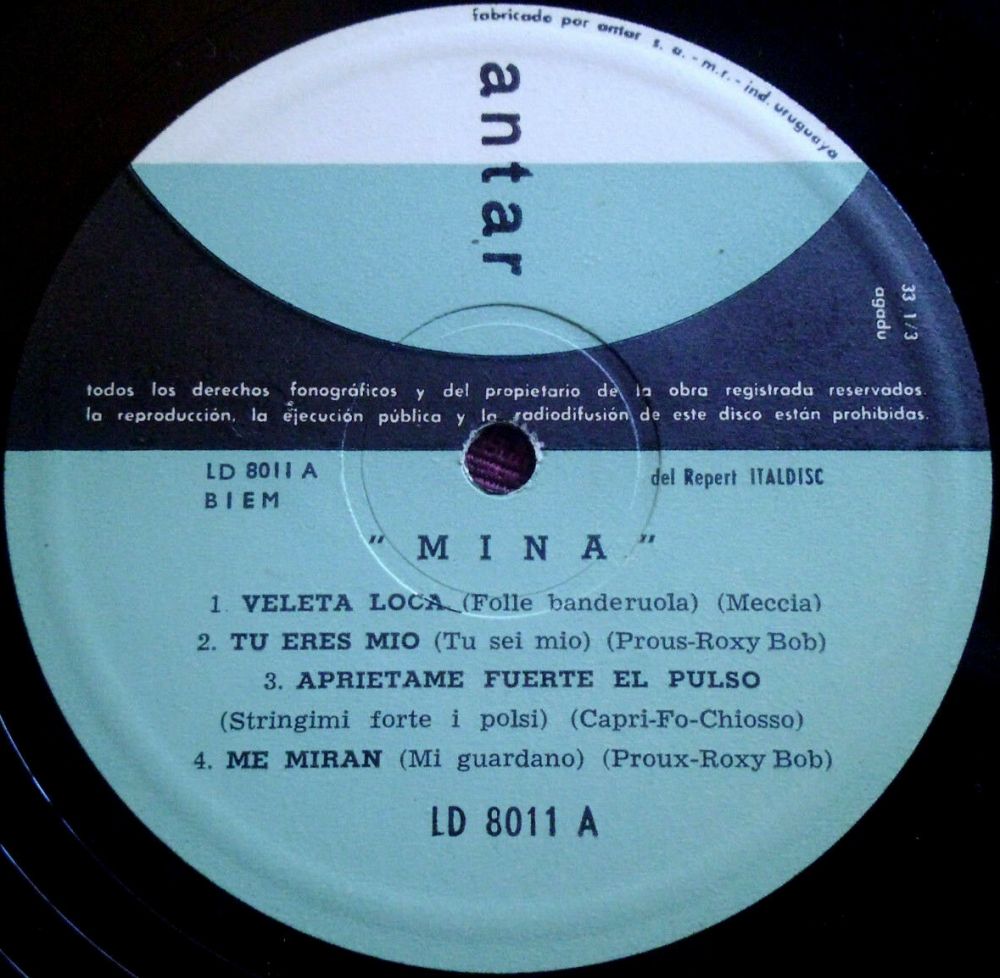 fabricado por antar s. a. - m.r. - ind. uruguaya
antar
33 1/3
agadu
todos los derechos fonográficos y del propietario de la obra registrada reservados.
la reproducción, la ejecución pública y la radiodifusión de este disco están prohibidas.
LD 8011 A
BIEM
del Repert ITALDISC
" M I N A "
1. VELETA LOCA (Folle banderuola) (Meccia)
2. TU ERES MIO (Tu sei mio) (Prous-Roxy Bob)
3. APRIETAME FUERTE EL PULSO
(Stringimi forte i polsi) (Capri-Fo-Chiosso)
4. ME MIRAN (Mi guardano) (Proux-Roxy Bob)
LD 8011 A